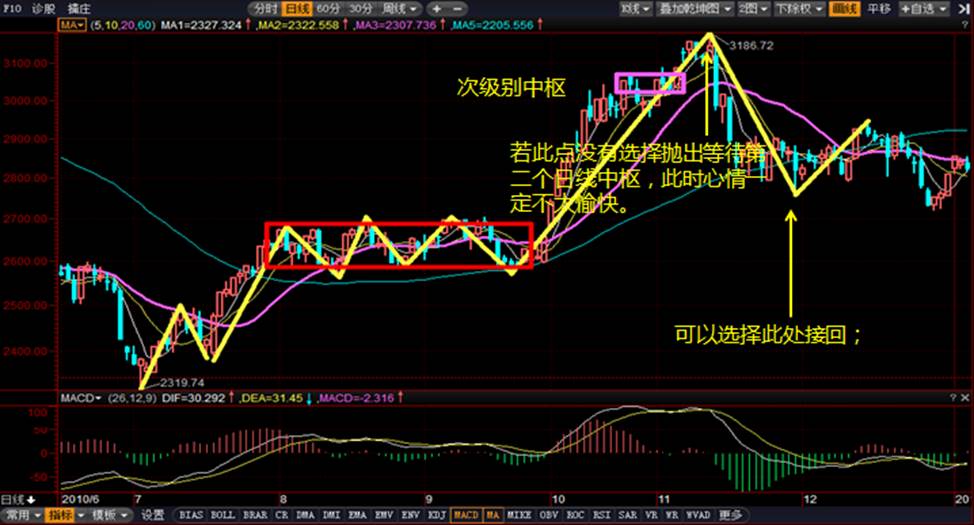 F10 诊股 擒庄 分时 日线 60分 30分 周线 + − K线 叠加乾坤图 2图 下除权 画线 平移 +自选
MA (5,10,20,60) MA1=2327.324↑ ,MA2=2322.558↑ ,MA3=2307.736↑ ,MA5=2205.556↑ ?
3186.72
3100.00
次级别中枢
3000.00
2900.00
若此点没有选择抛出等待第
2800.00
二个日线中枢，此时心情一
定不太愉快。
2700.00
2600.00
2500.00
可以选择此处接回；
2400.00
2319.74
MACD (26,12,9) DIF=30.292↑ ,DEA=31.45↓ ,MACD=-2.316↑ ? ×
100
50
0
-50
日线 2010/6 7 8 9 10 11 12 20
常用 指标 模板 设置 BIAS BOLL BRAR CR DMA DMI EMA EMV ENV KDJ MACD MA MIKE OBV ROC RSI SAR VR WR WVAD 更多